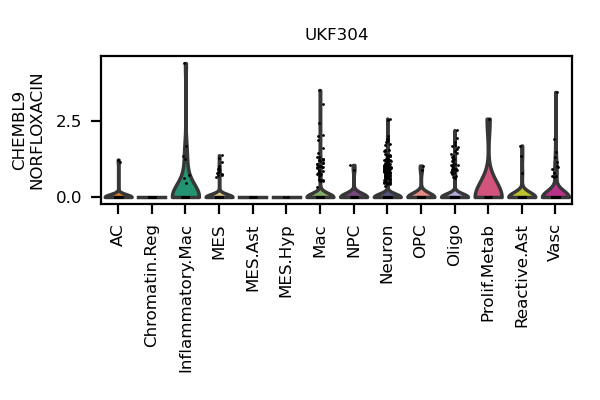 UKF304
CHEMBL9
NORFLOXACIN
2.5
0.0
AC
Chromatin.Reg
Inflammatory.Mac
MES
MES.Ast
MES.Hyp
Mac
NPC
Neuron
OPC
Oligo
Prolif.Metab
Reactive.Ast
Vasc